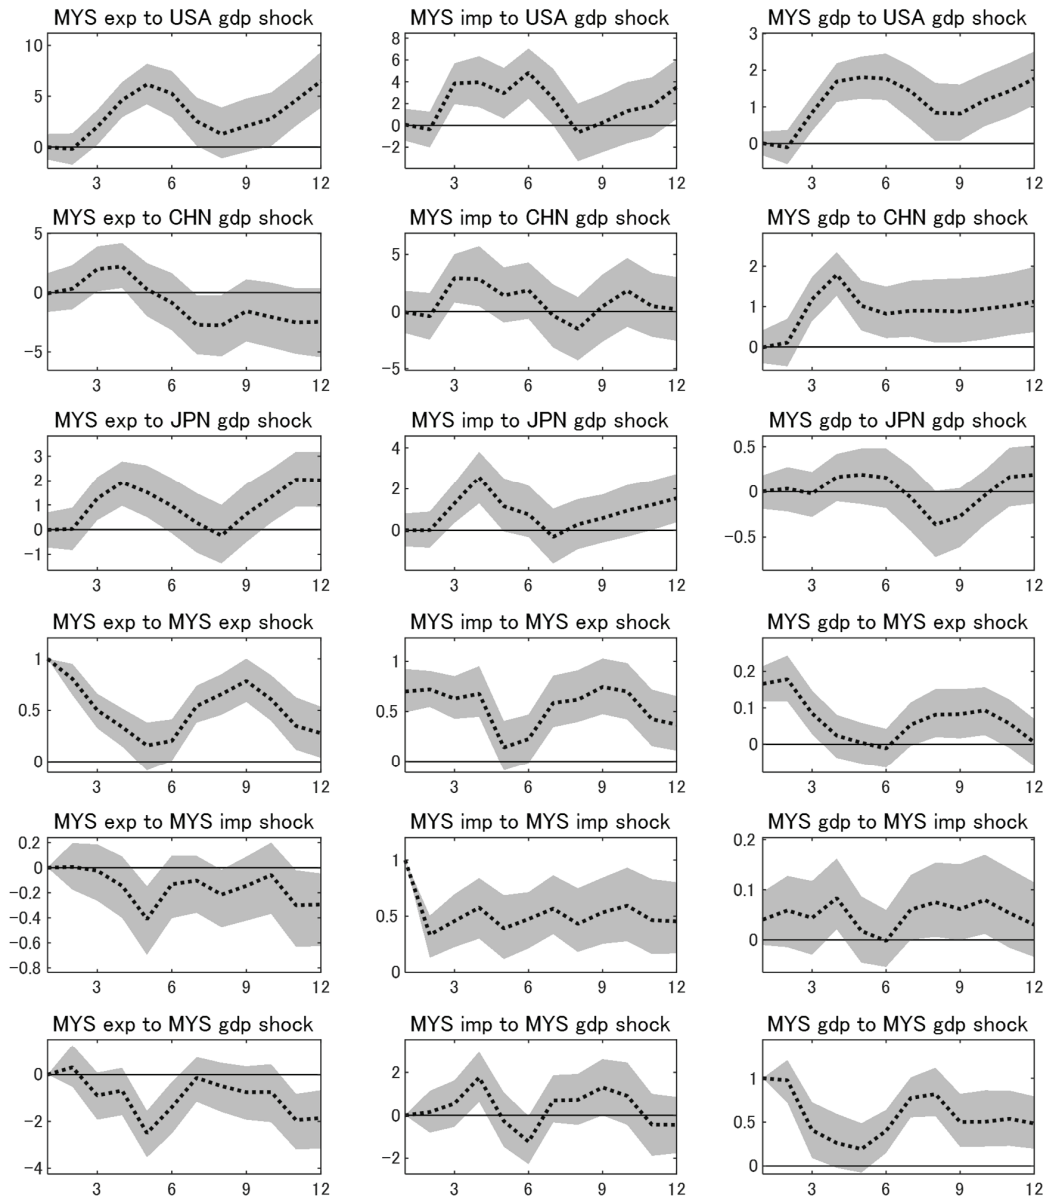 MYS exp to USA gdp shock
MYS imp to USA gdp shock
MYS gdp to USA gdp shock
10
5
0
3 6 9 12
8
6
4
2
0
-2
3 6 9 12
3
2
1
0
3 6 9 12
MYS exp to CHN gdp shock
MYS imp to CHN gdp shock
MYS gdp to CHN gdp shock
5
0
-5
3 6 9 12
5
0
-5
3 6 9 12
2
1
0
3 6 9 12
MYS exp to JPN gdp shock
MYS imp to JPN gdp shock
MYS gdp to JPN gdp shock
3
2
1
0
-1
3 6 9 12
4
2
0
3 6 9 12
0.5
0
-0.5
3 6 9 12
MYS exp to MYS exp shock
MYS imp to MYS exp shock
MYS gdp to MYS exp shock
1
0.5
0
3 6 9 12
1
0.5
0
3 6 9 12
0.2
0.1
0
3 6 9 12
MYS exp to MYS imp shock
MYS imp to MYS imp shock
MYS gdp to MYS imp shock
0.2
0
-0.2
-0.4
-0.6
-0.8
3 6 9 12
1
0.5
0
3 6 9 12
0.2
0.1
0
3 6 9 12
MYS exp to MYS gdp shock
MYS imp to MYS gdp shock
MYS gdp to MYS gdp shock
0
-2
-4
3 6 9 12
2
0
-2
3 6 9 12
1
0.5
0
3 6 9 12